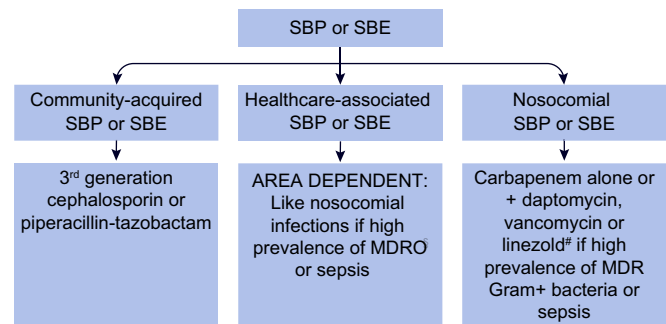 SBP or SBE
Community-acquired
SBP or SBE
Healthcare-associated
SBP or SBE
Nosocomial
SBP or SBE
3rd generation
cephalosporin or
piperacillin-tazobactam
AREA DEPENDENT:
Like nosocomial
infections if high
prevalence of MDRO§
or sepsis
Carbapenem alone or
+ daptomycin,
vancomycin or
linezold# if high
prevalence of MDR
Gram+ bacteria or
sepsis